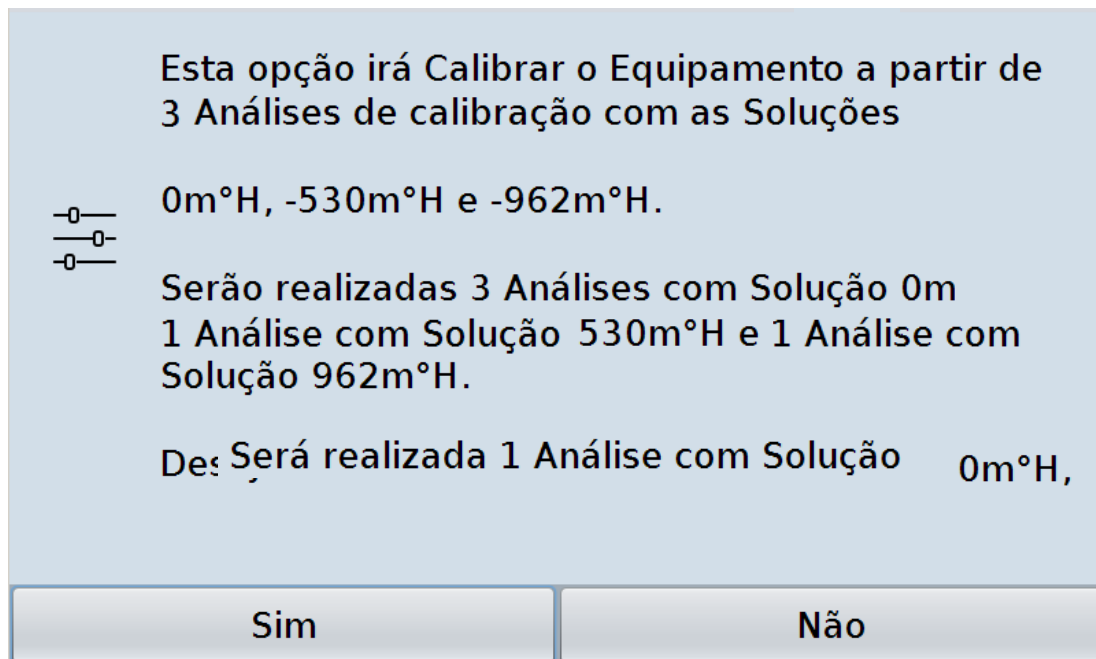 Esta opção irá Calibrar o Equipamento a partir de
3 Análises de calibração com as Soluções
0m°H, -530m°H e -962m°H.
Serão realizadas 3 Análises com Solução 0m
1 Análise com Solução 530m°H e 1 Análise com
Solução 962m°H.
Será realizada 1 Análise com Solução 0m°H,
Sim
Não